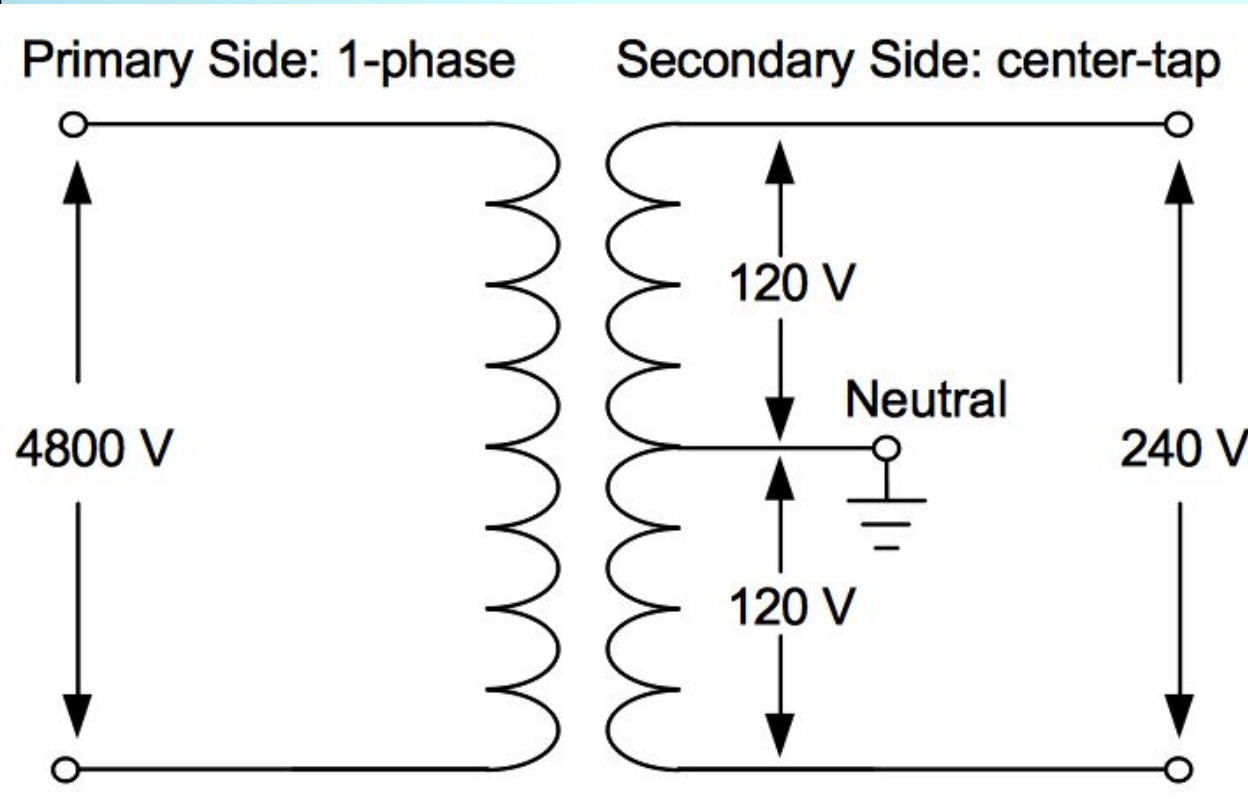 Primary Side: 1-phase
Secondary Side: center-tap
120 V
Neutral
4800 V
240 V
120 V